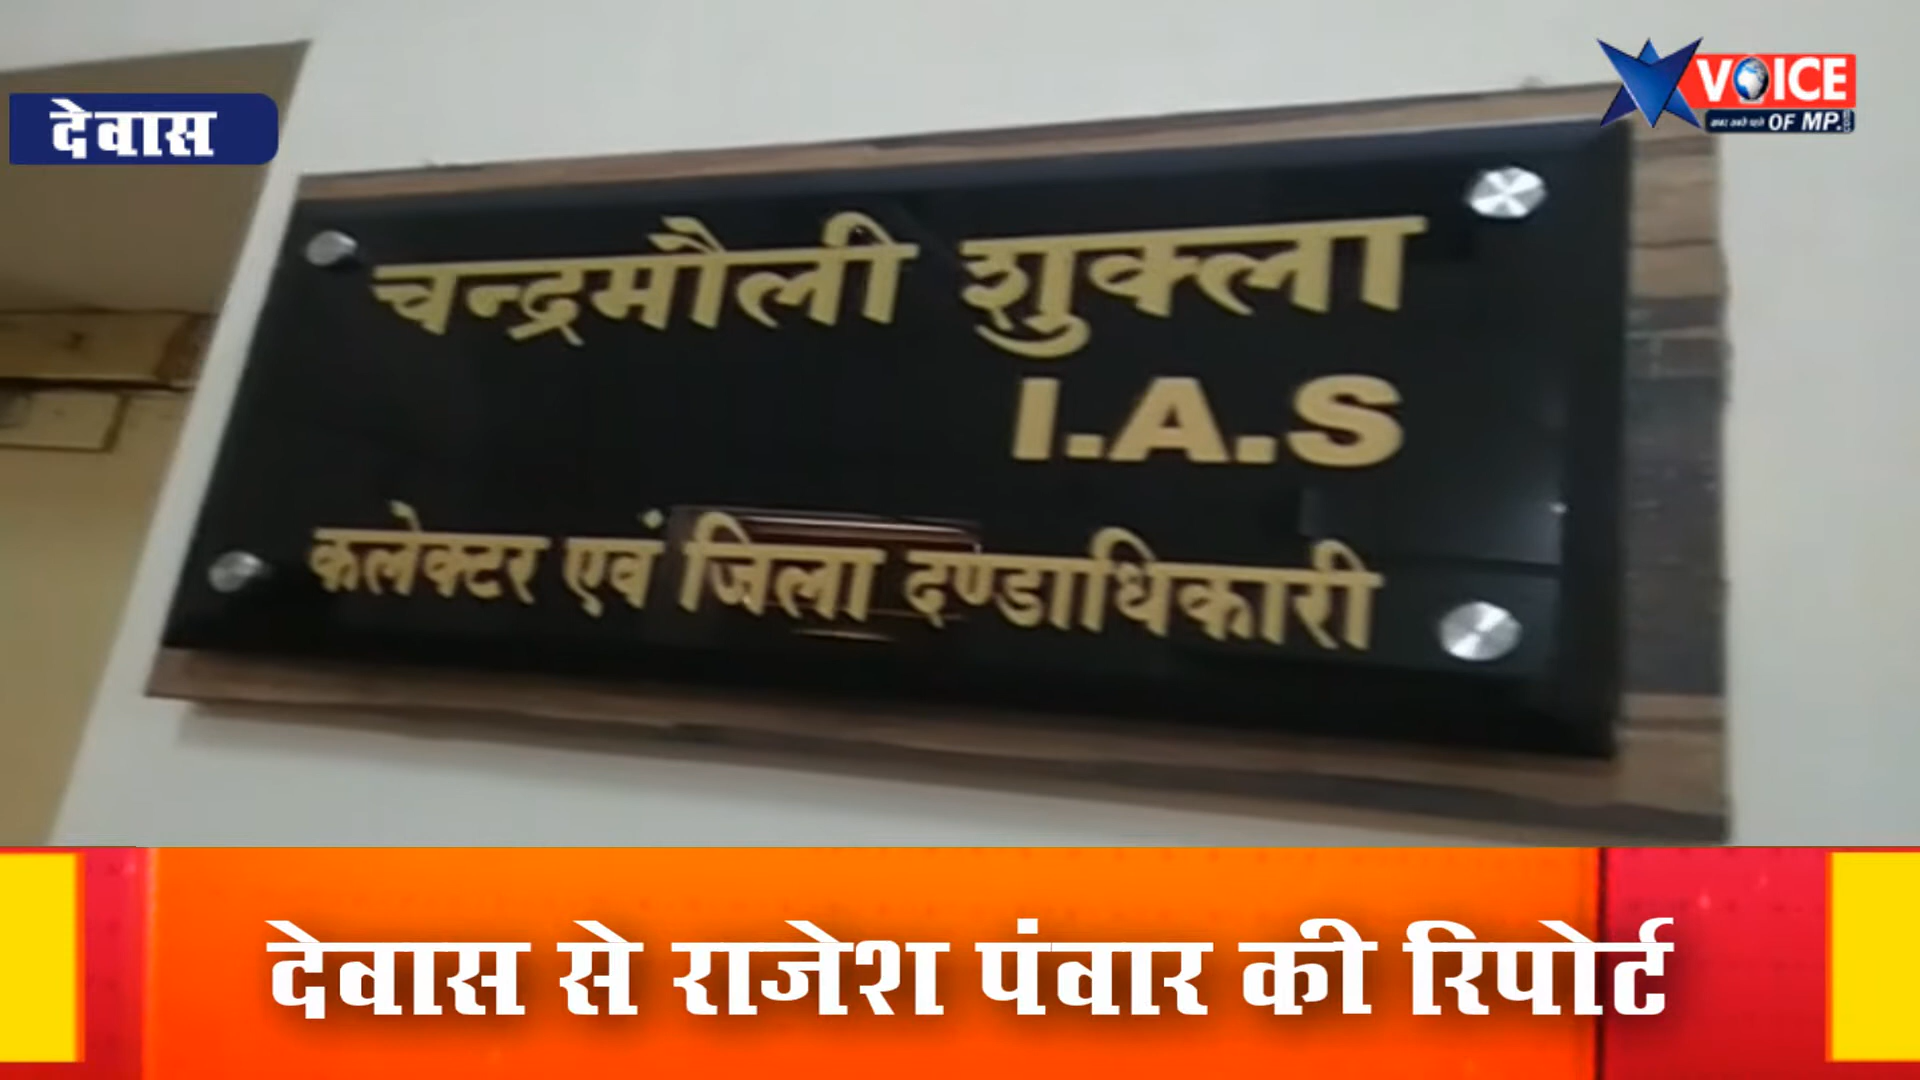 देवास
VOICE
OF MP.
चन्द्रमौली शुक्ला
I.A.S
कलेक्टर एवं जिला दण्डाधिकारी
देवास से राजेश पंवार की रिपोर्ट